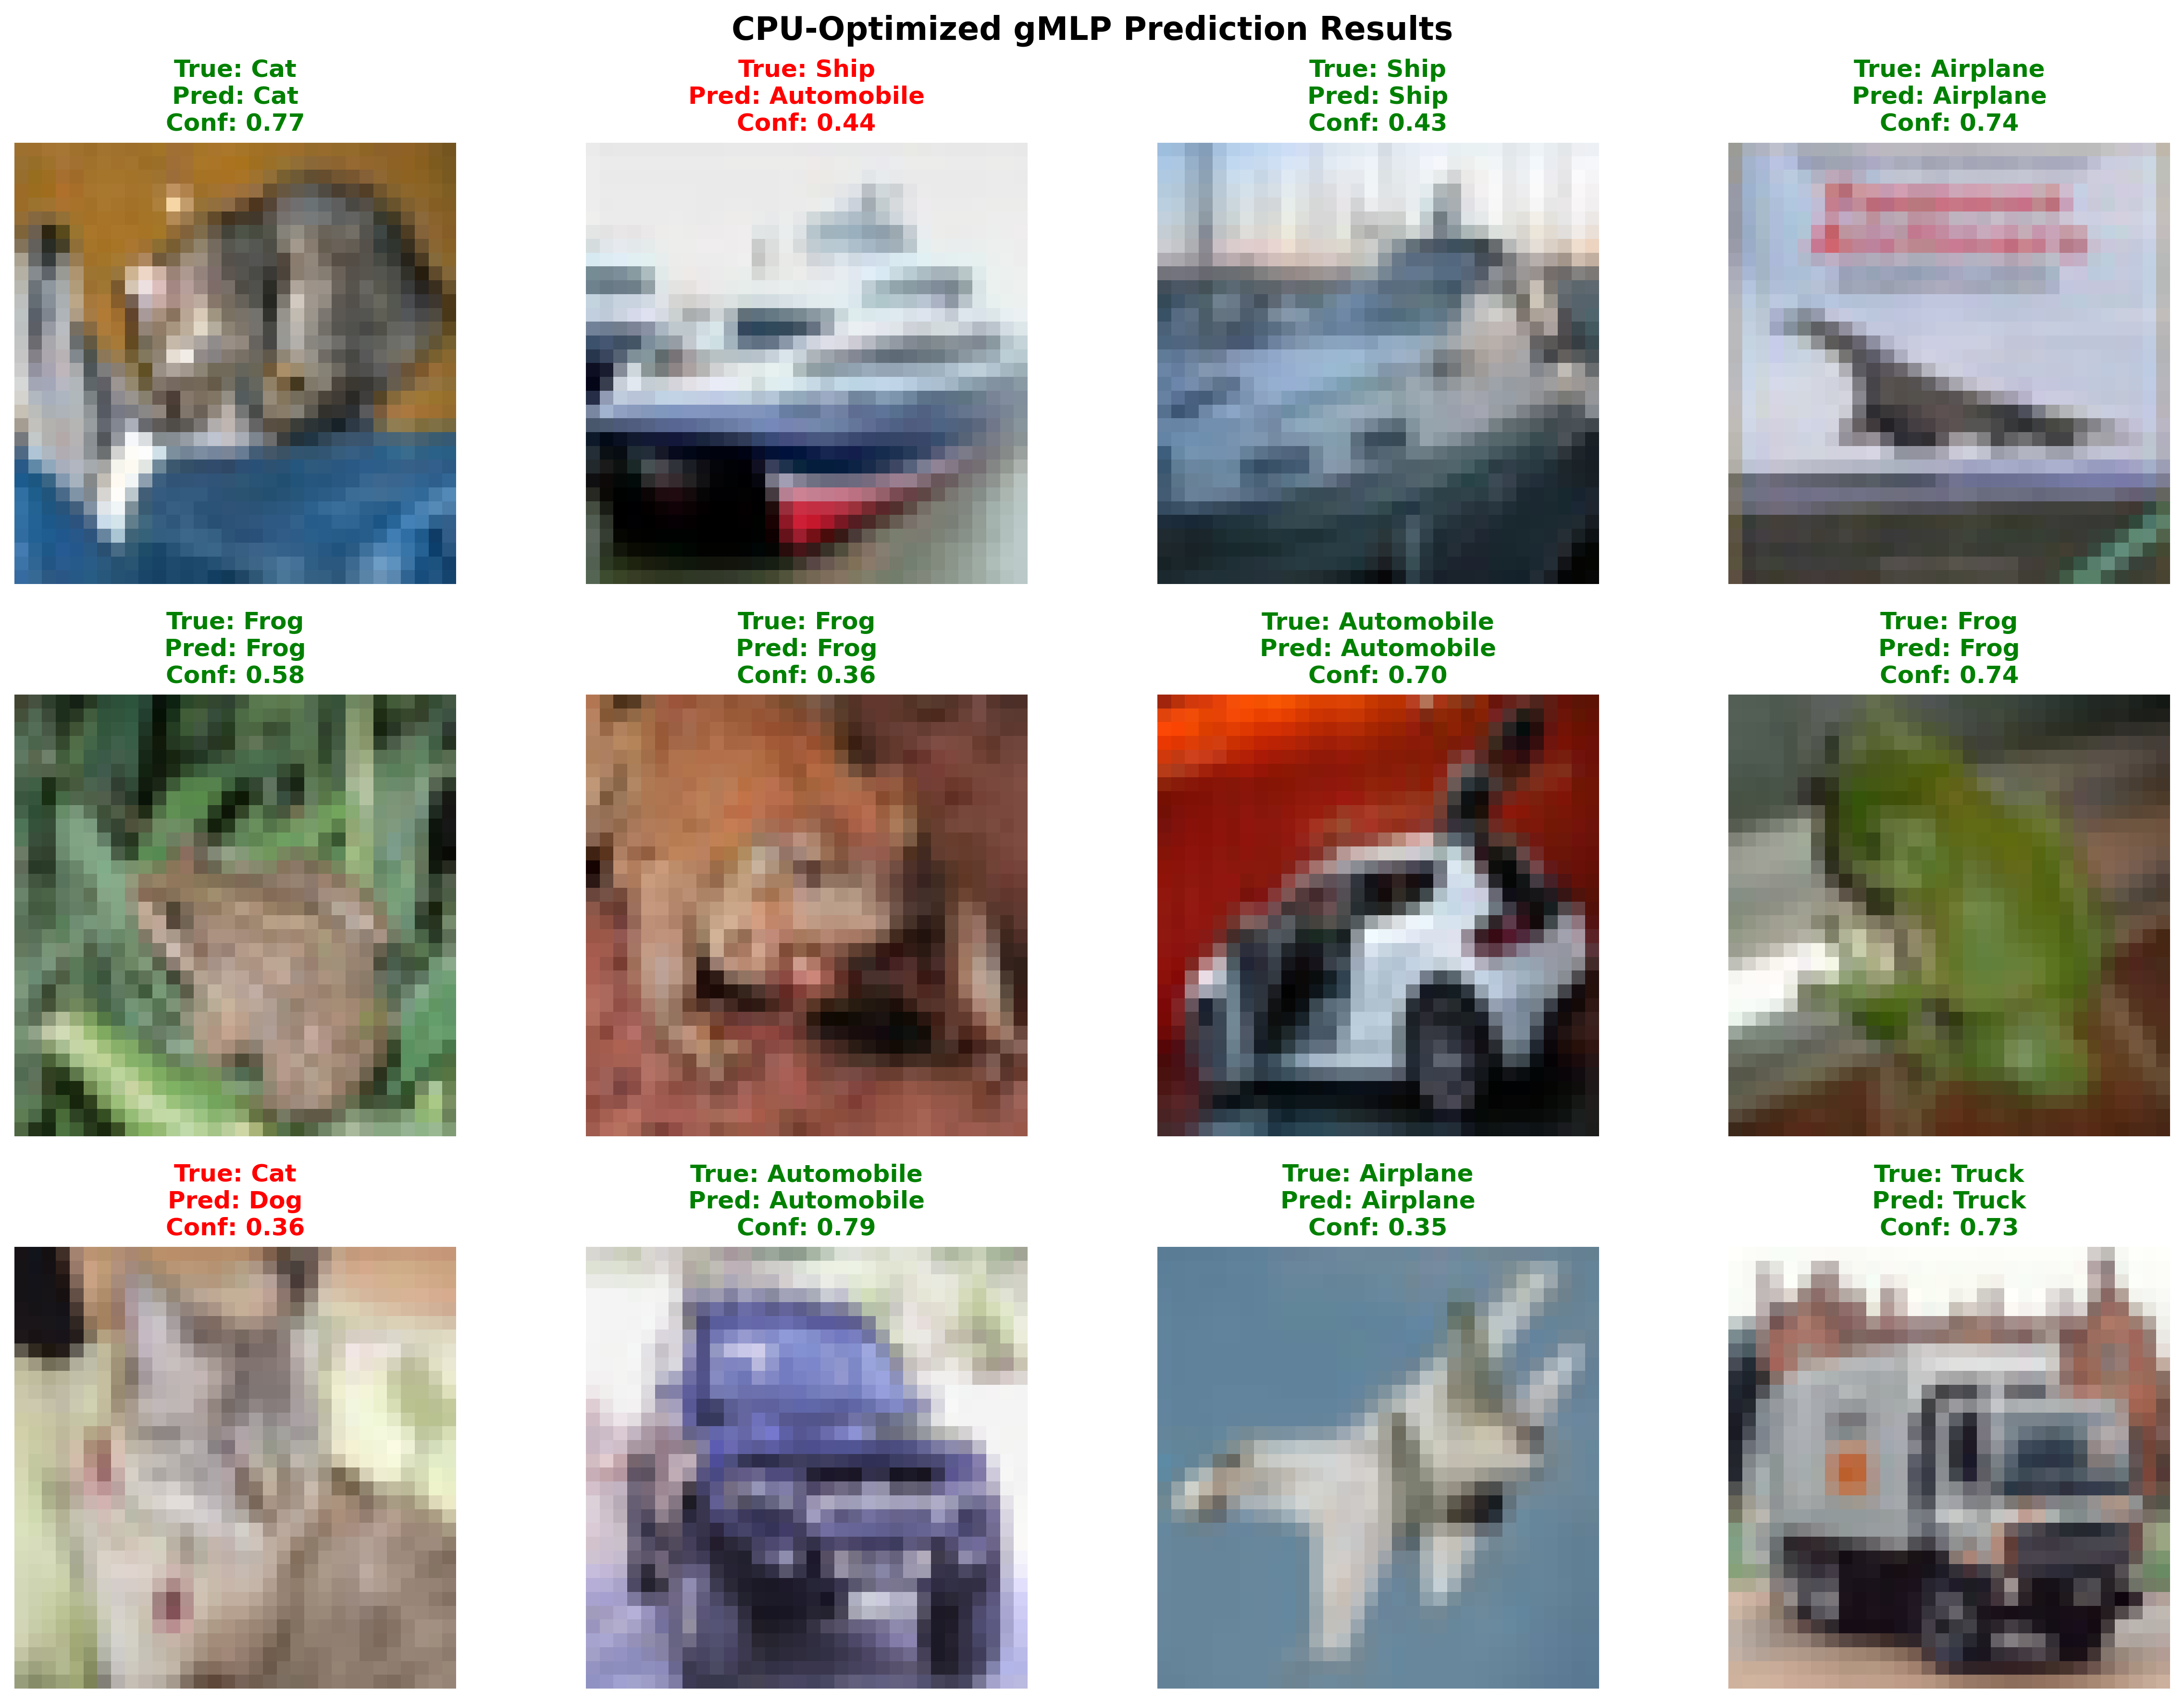 CPU-Optimized gMLP Prediction Results
True: Cat
Pred: Cat
Conf: 0.77
True: Ship
Pred: Automobile
Conf: 0.44
True: Ship
Pred: Ship
Conf: 0.43
True: Airplane
Pred: Airplane
Conf: 0.74
True: Frog
Pred: Frog
Conf: 0.58
True: Frog
Pred: Frog
Conf: 0.36
True: Automobile
Pred: Automobile
Conf: 0.70
True: Frog
Pred: Frog
Conf: 0.74
True: Cat
Pred: Dog
Conf: 0.36
True: Automobile
Pred: Automobile
Conf: 0.79
True: Airplane
Pred: Airplane
Conf: 0.35
True: Truck
Pred: Truck
Conf: 0.73